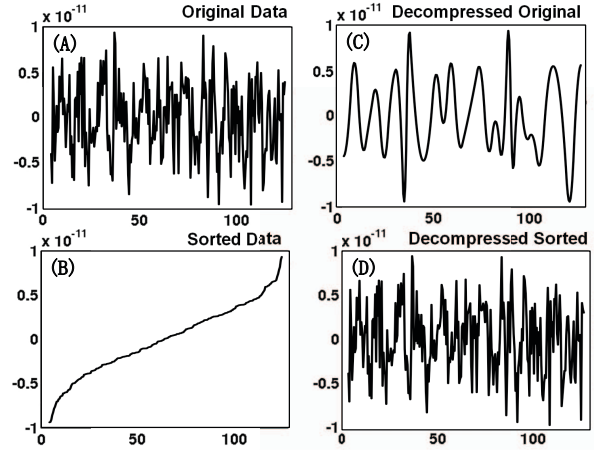 1 x 10-11 Original Data
(A)
0.5
0
-0.5
-1
0 50 100
1 x 10-11 Decompressed Original
(C)
0.5
0
-0.5
-1
0 50 100
1 x 10-11 Sorted Data
(B)
0.5
0
-0.5
-1
0 50 100
1 x 10-11 Decompressed Sorted
(D)
0.5
0
-0.5
-1
0 50 100